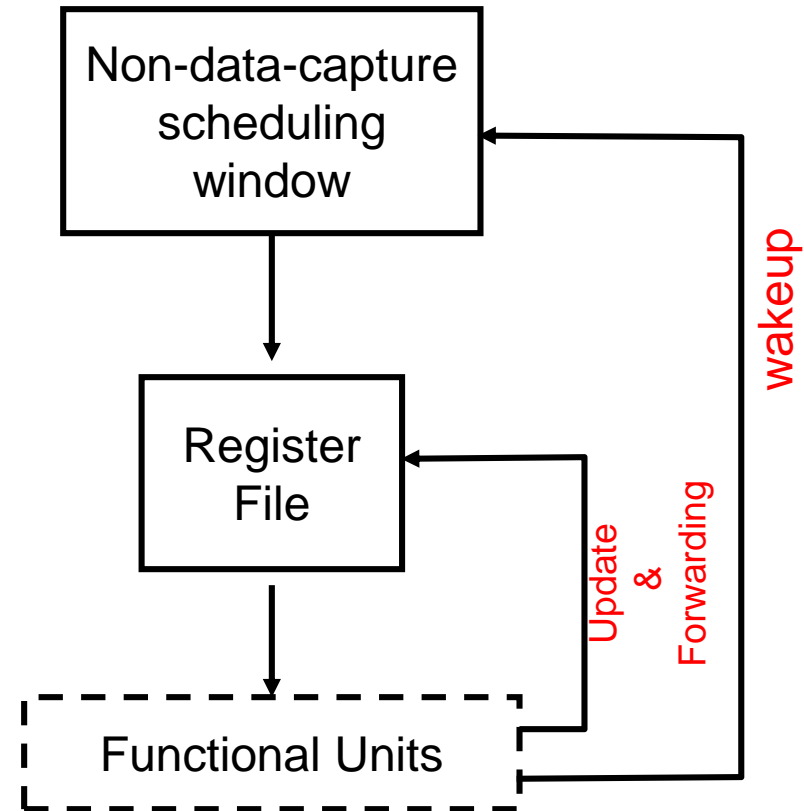 Non-data-capture
scheduling
window
wakeup
Register
File
Update
&
Forwarding
Functional Units